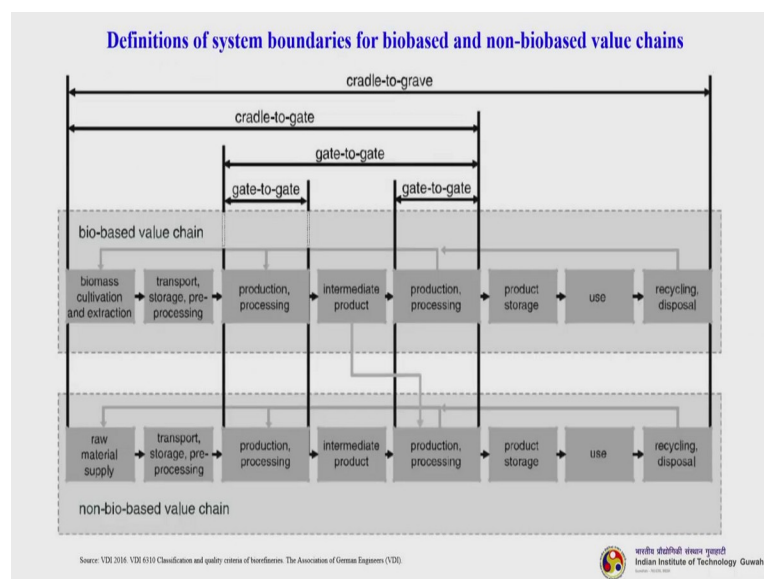 Definitions of system boundaries for biobased and non-biobased value chains
cradle-to-grave
cradle-to-gate
gate-to-gate
gate-to-gate
gate-to-gate
bio-based value chain
biomass
cultivation
and extraction
transport,
storage, pre-
processing
production,
processing
intermediate
product
production,
processing
product
storage
use
recycling,
disposal
raw
material
supply
transport,
storage, pre-
processing
production,
processing
intermediate
product
production,
processing
product
storage
use
recycling,
disposal
non-bio-based value chain
Source: VDI 2016. VDI 6310 Classification and quality criteria of biorefineries. The Association of German Engineers (VDI)
भारतीय प्रौद्योगिकी संस्थान गुवाहाटी
Indian Institute of Technology Guwah